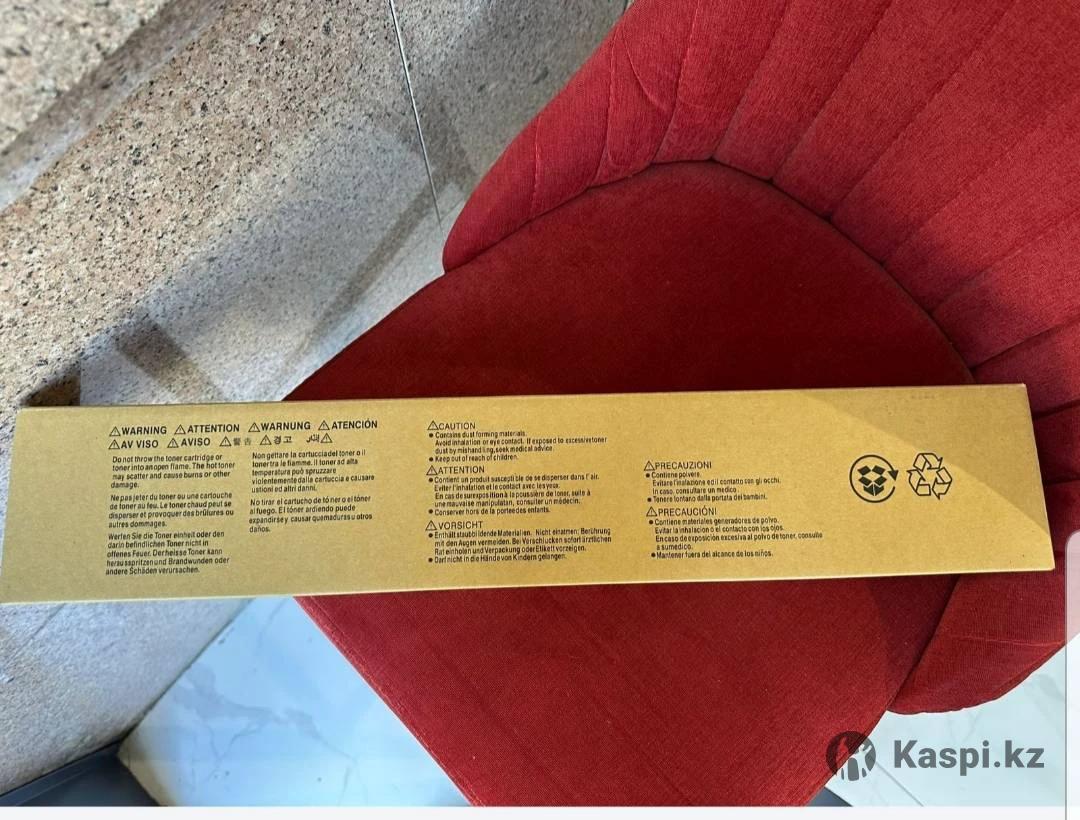 ⚠WARNING ⚠ATTENTION ⚠WARNUNG ⚠ATENCIÓN
⚠AV VISO ⚠AVISO ⚠警告 ⚠경고 إنذار⚠
Do not throw the toner cartridge or
toner into an open flame. The hot toner
may scatter and cause burns or other
damage.
Ne pas jeter du toner ou une cartouche
de toner au feu. Le toner chaud peut se
disperser et provoquer des brûlures ou
autres dommages.
Werfen Sie die Toner einheit oder den
darin befindlichen Toner nicht in
offenes Feuer. Der heisse Toner kann
herausspritzen und Brandwunden oder
andere Schäden verursachen.
Non gettare la cartuccia del toner o il
toner tra le fiamme. Il toner ad alta
temperatura può spruzzare
violentemente dalla cartuccia e causare
ustioni ed altri danni.
No tirar el cartucho de tóner o el tóner
al fuego. El tóner ardiendo puede
expandirse y causar quemaduras u otros
daños.
⚠CAUTION
● Contains dust forming materials.
Avoid inhalation or eye contact. If exposed to excessive toner
dust by mishandling, seek medical advice.
● Keep out of reach of children.
⚠ATTENTION
● Contient un produit susceptible de se disperser dans l'air.
Eviter l'inhalation et le contact avec les yeux.
En cas de surexposition à la poussière de toner, suite à
une mauvaise manipulation, consulter un médecin.
● Conserver hors de la portée des enfants.
⚠VORSICHT
● Enthält staubbildende Materialien. Nicht einatmen; Berührung
mit den Augen vermeiden. Bei Verschlucken sofort ärztlichen
Rat einholen und Verpackung oder Etikett vorzeigen.
● Darf nicht in die Hände von Kindern gelangen.
⚠PRECAUZIONI
● Contiene polvere.
Evitare l'inalazione ed il contatto con gli occhi.
In caso, consultare un medico.
● Tenere lontano dalla portata dei bambini.
⚠PRECAUCIÓNI
● Contiene materiales generadores de polvo.
Evitar la inhalación o el contacto con los ojos.
En caso de exposición excesiva al polvo de toner, consulte
a su medico.
● Mantener fuera del alcance de los niños.
Kaspi.kz